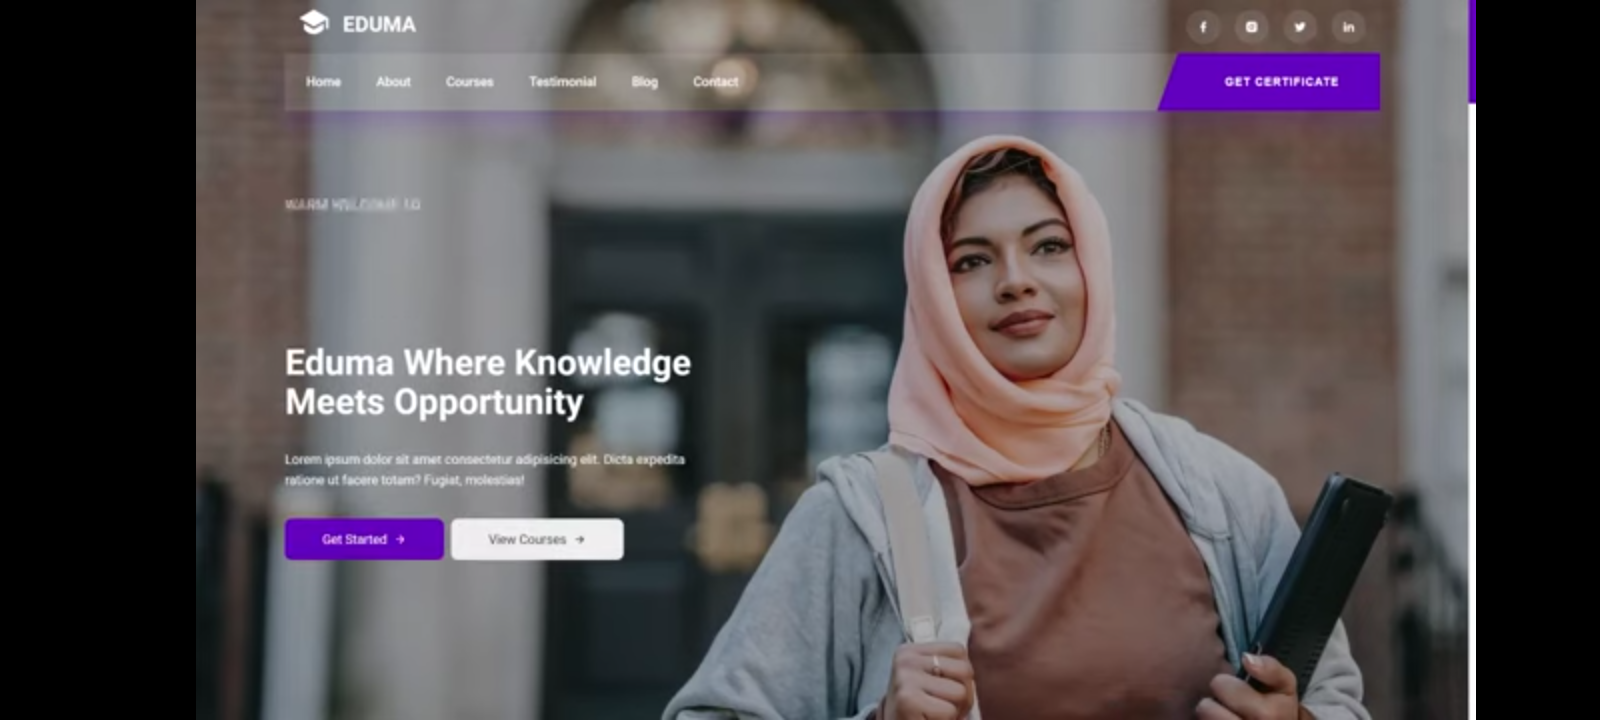 EDUMA
Home About Courses Testimonial Blog Contact
GET CERTIFICATE
WARM WELCOME TO
Eduma Where Knowledge
Meets Opportunity
Lorem ipsum dolor sit amet consectetur adipisicing elit. Dicta expedita
ratione ut facere totam? Fugiat, molestias!
Get Started →
View Courses →